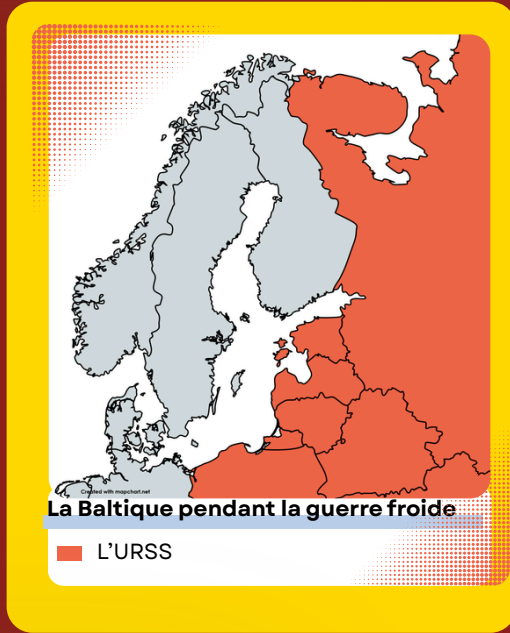 Created with mapchart.net
La Baltique pendant la guerre froide
L’URSS